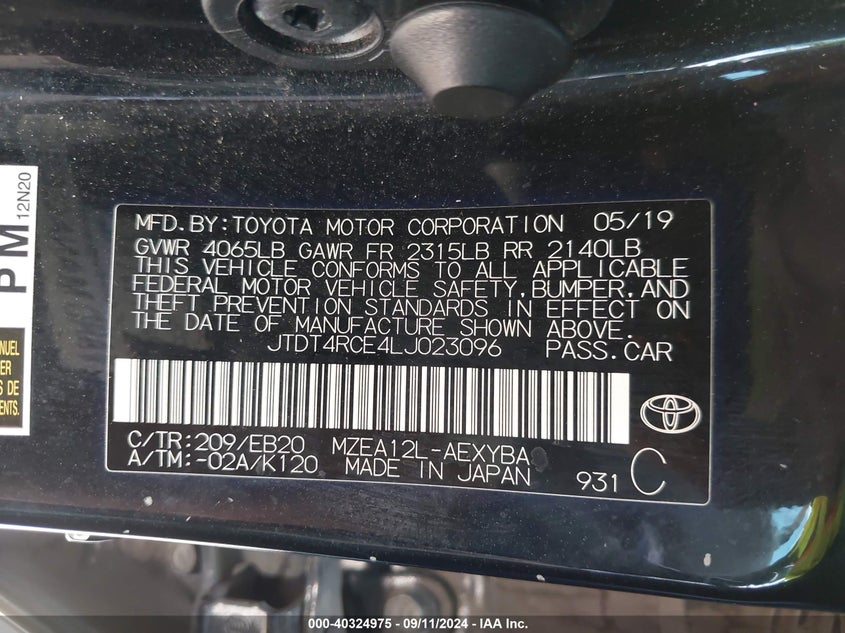 MFD.BY:TOYOTA MOTOR CORPORATION 05/19
GVWR 4065LB GAWR FR 2315LB RR 2140LB
THIS VEHICLE CONFORMS TO ALL APPLICABLE
FEDERAL MOTOR VEHICLE SAFETY,BUMPER,AND
THEFT PREVENTION STANDARDS IN EFFECT ON
THE DATE OF MANUFACTURE SHOWN ABOVE.
JTDT4RCE4LJ023096 PASS.CAR
C/TR:209/EB20 MZEA12L-AEXYBA
A/TM:-02A/K120 MADE IN JAPAN 931 C
PM
12N20
000-40324975 - 09/11/2024 - IAA Inc.